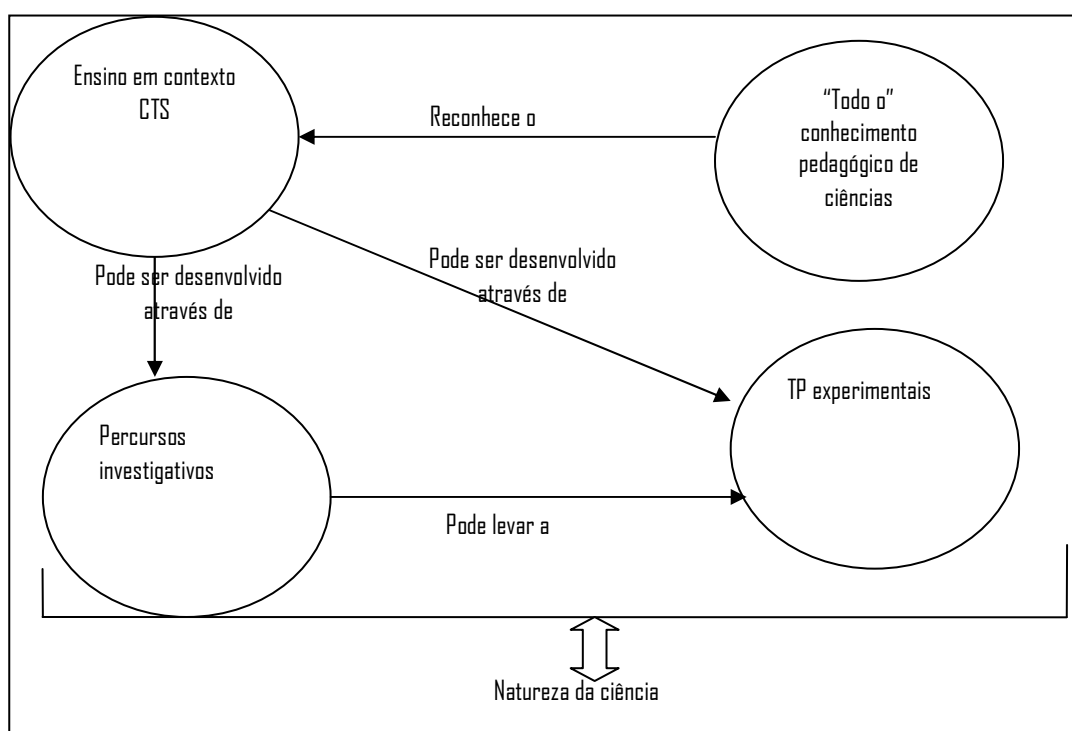 Ensino em contexto
CTS
Reconhece o
“Todo o”
conhecimento
pedagógico de
ciências
Pode ser desenvolvido
através de
Pode ser desenvolvido
através de
TP experimentais
Percursos
investigativos
Pode levar a
Natureza da ciência